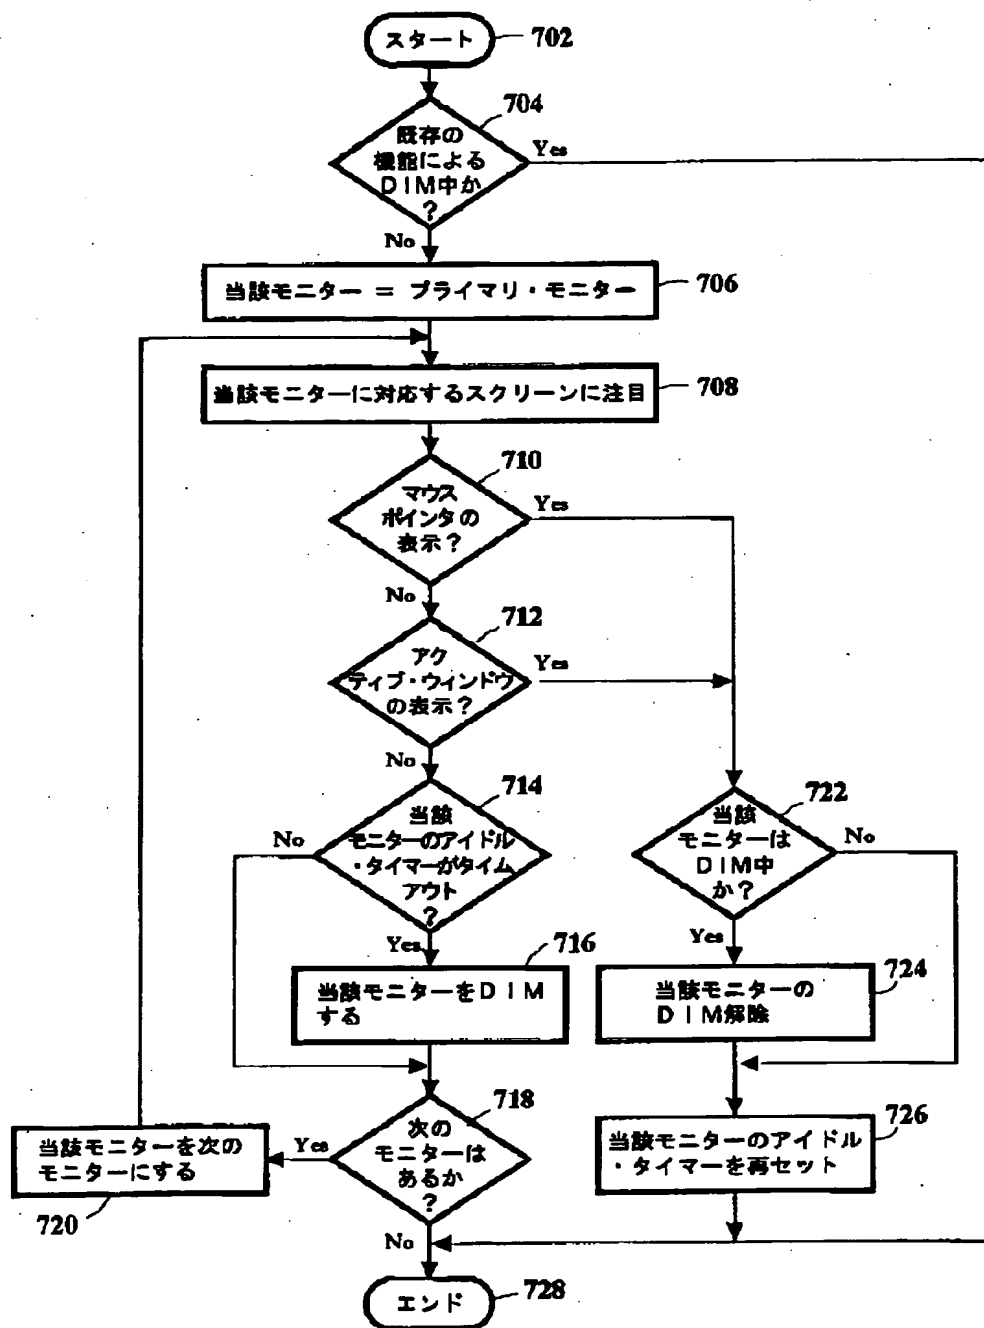 スタート
702
704
既存の
機能による
DIM中か
?
Yes
No
当該モニター = プライマリ・モニター
706
当該モニターに対応するスクリーンに注目
708
710
マウス
ポインタの
表示?
Yes
No
712
アク
ティブ・ウィンドウ
の表示?
Yes
No
714
当該
モニターのアイドル
・タイマーがタイム
アウト
?
No
Yes
722
当該
モニターは
DIM中
か?
No
Yes
716
当該モニターをDIM
する
724
当該モニターの
DIM解除
718
次の
モニターは
あるか
?
Yes
No
当該モニターを次の
モニターにする
720
726
当該モニターのアイドル
・タイマーを再セット
エンド
728